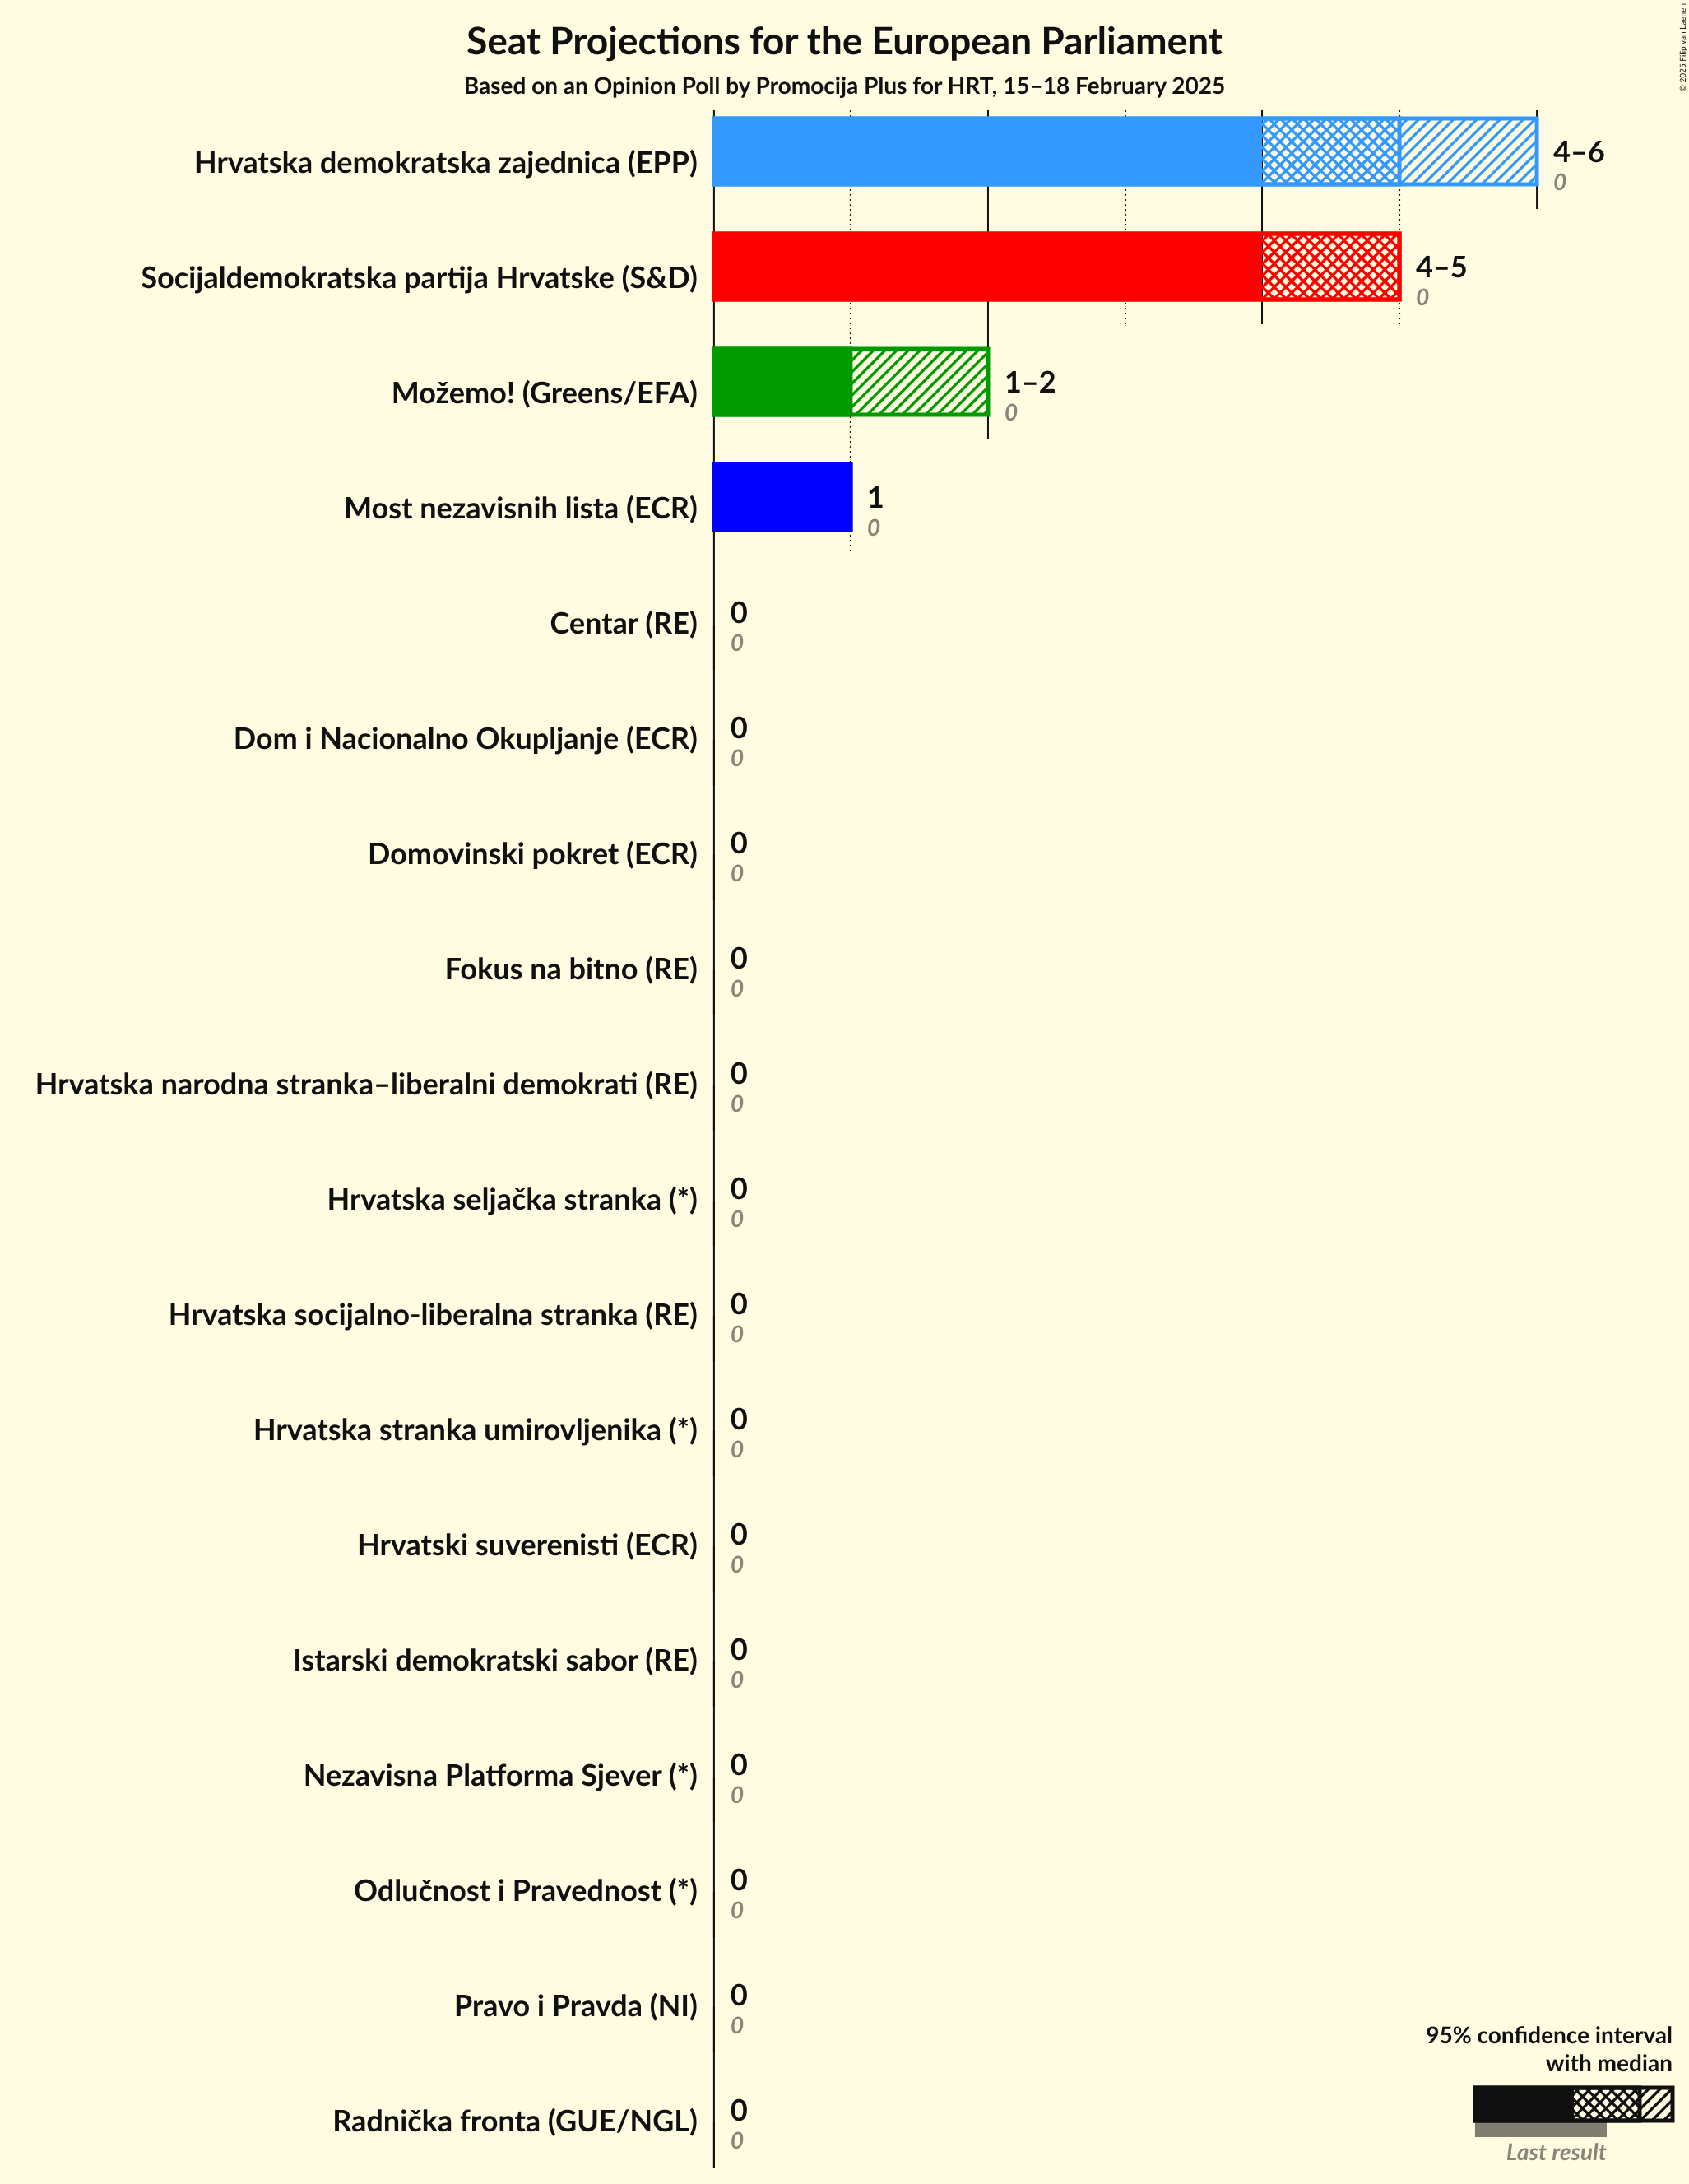 Seat Projections for the European Parliament
Based on an Opinion Poll by Promocija Plus for HRT, 15–18 February 2025
© 2025 Filip van Laenen
Hrvatska demokratska zajednica (EPP)
4–6
0
Socijaldemokratska partija Hrvatske (S&D)
4–5
0
Možemo! (Greens/EFA)
1–2
0
Most nezavisnih lista (ECR)
1
0
Centar (RE)
0
0
Dom i Nacionalno Okupljanje (ECR)
0
0
Domovinski pokret (ECR)
0
0
Fokus na bitno (RE)
0
0
Hrvatska narodna stranka–liberalni demokrati (RE)
0
0
Hrvatska seljačka stranka (*)
0
0
Hrvatska socijalno-liberalna stranka (RE)
0
0
Hrvatska stranka umirovljenika (*)
0
0
Hrvatski suverenisti (ECR)
0
0
Istarski demokratski sabor (RE)
0
0
Nezavisna Platforma Sjever (*)
0
0
Odlučnost i Pravednost (*)
0
0
Pravo i Pravda (NI)
0
0
Radnička fronta (GUE/NGL)
0
0
95% confidence interval
with median
Last result